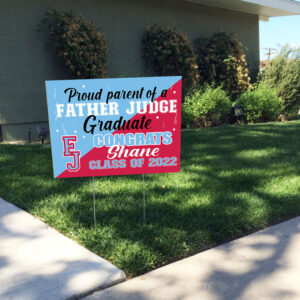 Proud parent of a
FATHER JUDGE
Graduate
CONGRATS
Shane
CLASS OF 2022
FJ